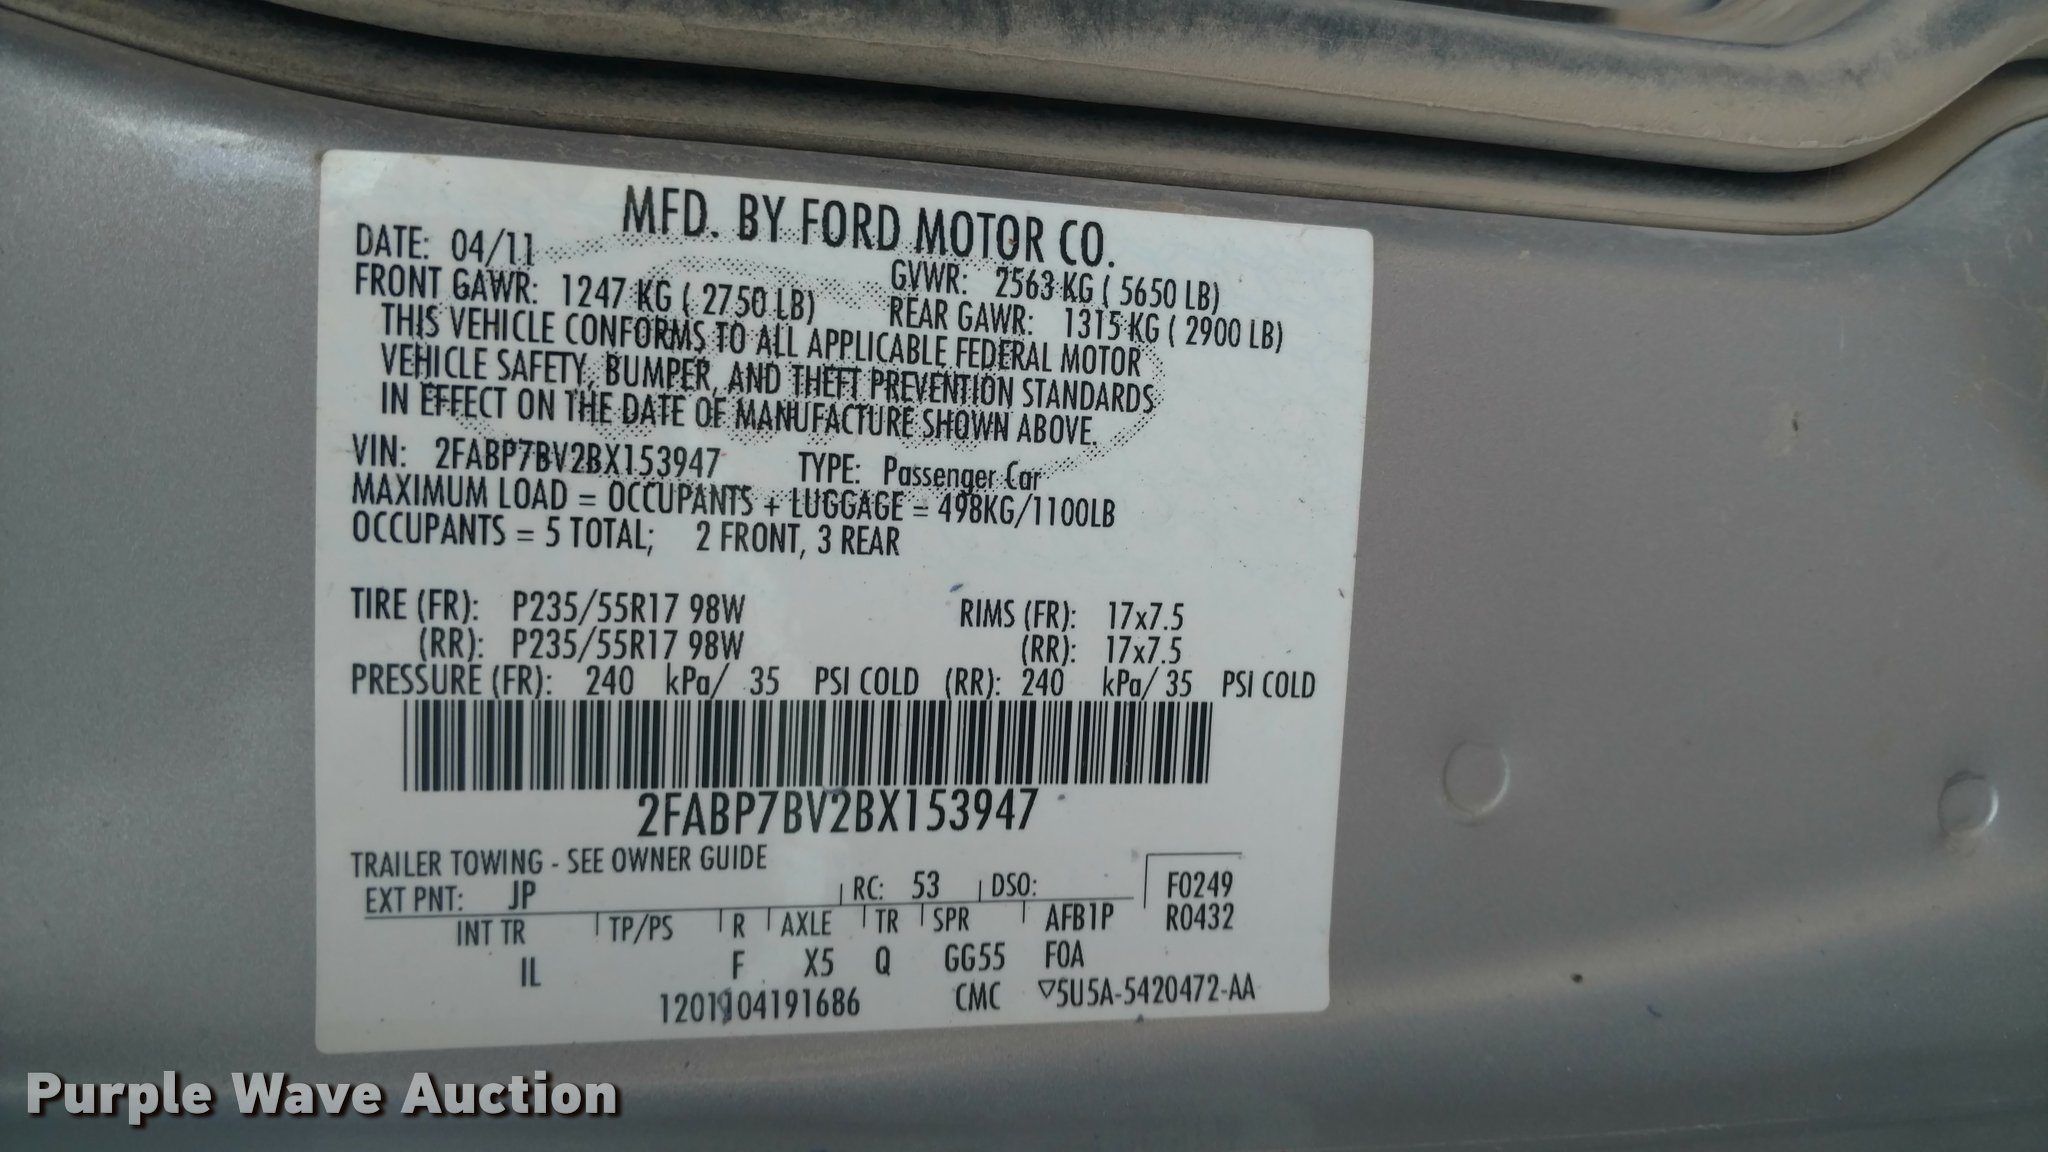 MFD. BY FORD MOTOR CO.
DATE: 04/11
GVWR: 2563 KG ( 5650 LB)
FRONT GAWR: 1247 KG ( 2750 LB)
REAR GAWR: 1315 KG ( 2900 LB)
THIS VEHICLE CONFORMS TO ALL APPLICABLE FEDERAL MOTOR
VEHICLE SAFETY, BUMPER, AND THEFT PREVENTION STANDARDS
IN EFFECT ON THE DATE OF MANUFACTURE SHOWN ABOVE.
VIN: 2FABP7BV2BX153947 TYPE: Passenger Car
MAXIMUM LOAD = OCCUPANTS + LUGGAGE = 498KG/1100LB
OCCUPANTS = 5 TOTAL; 2 FRONT, 3 REAR
TIRE (FR): P235/55R17 98W RIMS (FR): 17x7.5
(RR): P235/55R17 98W (RR): 17x7.5
PRESSURE (FR): 240 kPa/ 35 PSI COLD (RR): 240 kPa/ 35 PSI COLD
2FABP7BV2BX153947
TRAILER TOWING - SEE OWNER GUIDE
EXT PNT: JP RC: 53 DSO: F0249
INT TR TP/PS R AXLE TR SPR AFB1P R0432
IL F X5 Q GG55 FOA
1201104191686 CMC ▽5U5A-5420472-AA
Purple Wave Auction